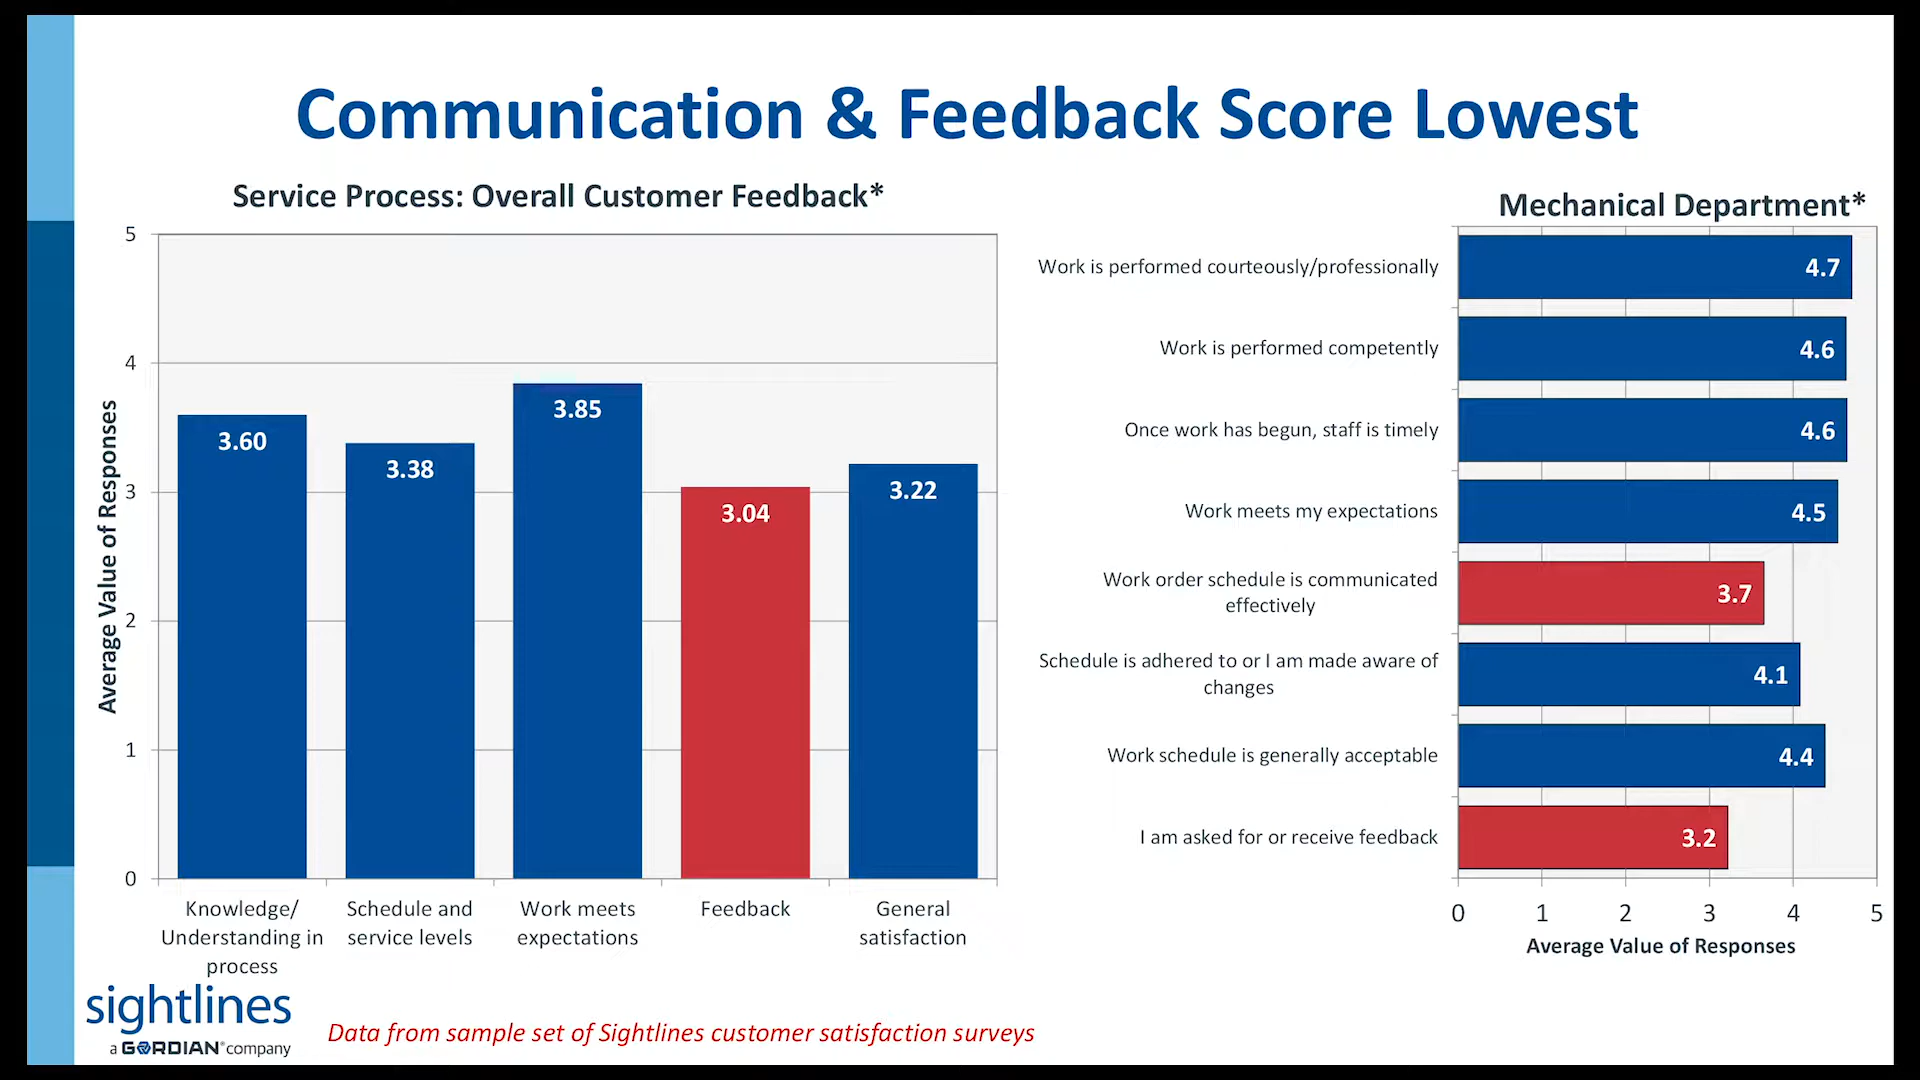 Communication & Feedback Score Lowest
Service Process: Overall Customer Feedback*
5
4
3
2
1
0
Average Value of Responses
3.60
3.38
3.85
3.04
3.22
Knowledge/
Understanding in
process
Schedule and
service levels
Work meets
expectations
Feedback
General
satisfaction
Mechanical Department*
Work is performed courteously/professionally
4.7
Work is performed competently
4.6
Once work has begun, staff is timely
4.6
Work meets my expectations
4.5
Work order schedule is communicated
effectively
3.7
Schedule is adhered to or I am made aware of
changes
4.1
Work schedule is generally acceptable
4.4
I am asked for or receive feedback
3.2
0 1 2 3 4 5
Average Value of Responses
sightlines
a GORDIAN® company
Data from sample set of Sightlines customer satisfaction surveys